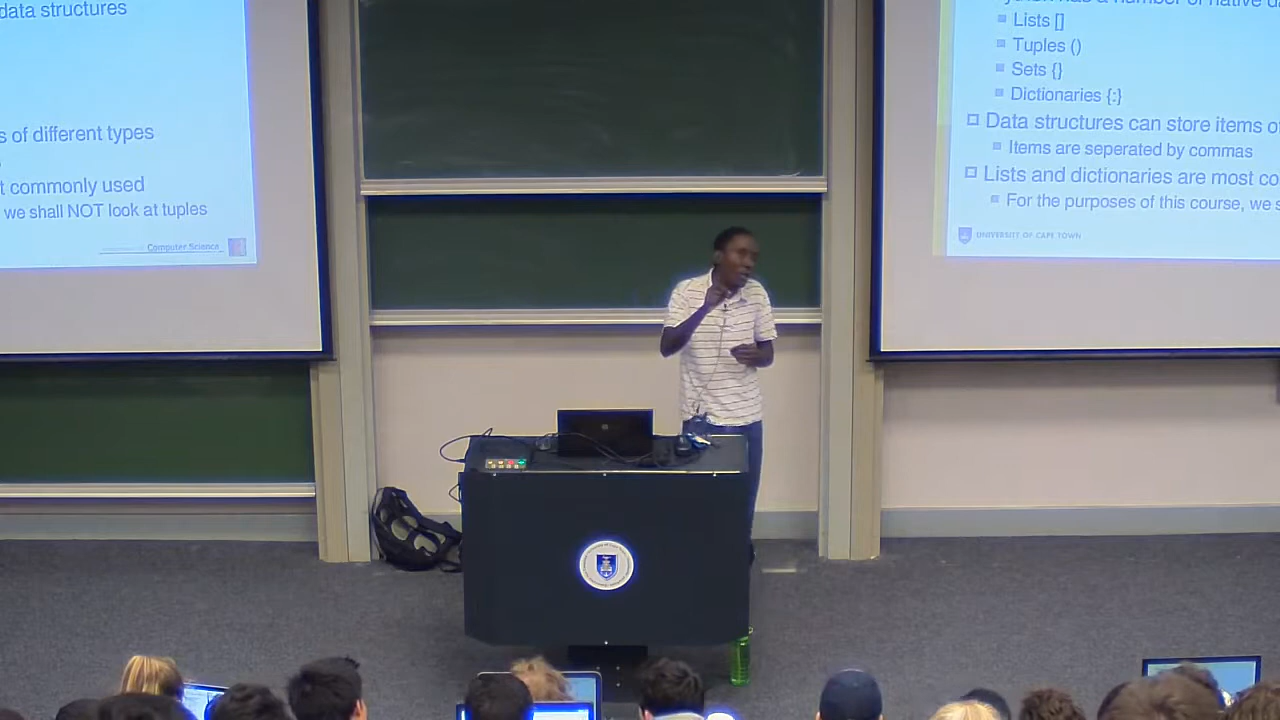 data structures
s of different types
t commonly used
we shall NOT look at tuples
Computer Science
Lists []
Tuples ()
Sets {}
Dictionaries {:}
Data structures can store items o
Items are seperated by commas
Lists and dictionaries are most co
For the purposes of this course, we s
UNIVERSITY OF CAPE TOWN